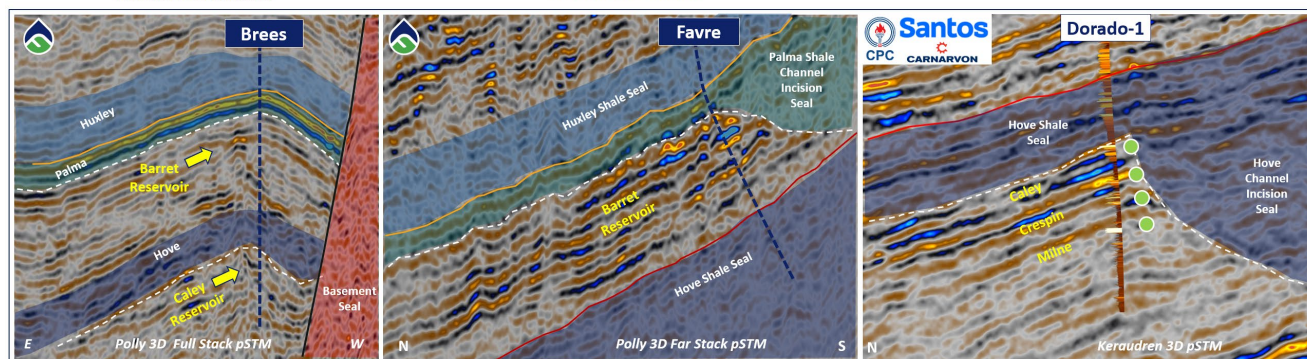 Brees
Huxley
Palma
Barret
Reservoir
Hove
Caley
Reservoir
Basement
Seal
E
Polly 3D Full Stack pSTM
W
Favre
Palma Shale
Channel
Incision
Seal
Huxley Shale Seal
Barret
Reservoir
Hove Shale Seal
N
Polly 3D Far Stack pSTM
S
CPC
Santos
CARNARVON
Dorado-1
Hove Shale
Seal
Hove
Channel
Incision
Seal
Caley
Crespin
Milne
N
Keraudren 3D pSTM